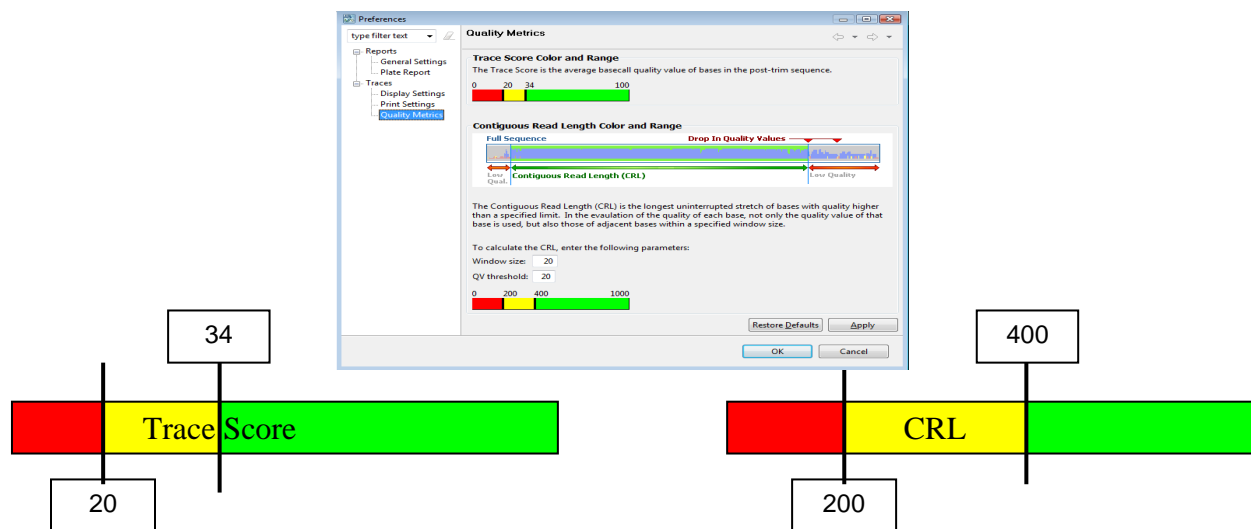 Preferences
type filter text
Reports
General Settings
Plate Report
Traces
Display Settings
Print Settings
Quality Metrics
Quality Metrics
Trace Score Color and Range
The Trace Score is the average basecall quality value of bases in the post-trim sequence.
0 20 34 100
Contiguous Read Length Color and Range
Full Sequence Drop In Quality Values
Low Qual. Contiguous Read Length (CRL) Low Quality
The Contiguous Read Length (CRL) is the longest uninterrupted stretch of bases with quality higher
than a specified limit. In the evaulation of the quality of each base, not only the quality value of that
base is used, but also those of adjacent bases within a specified window size.
To calculate the CRL, enter the following parameters:
Window size: 20
QV threshold: 20
0 200 400 1000
Restore Defaults Apply
OK Cancel
34
Trace Score
20
400
CRL
200